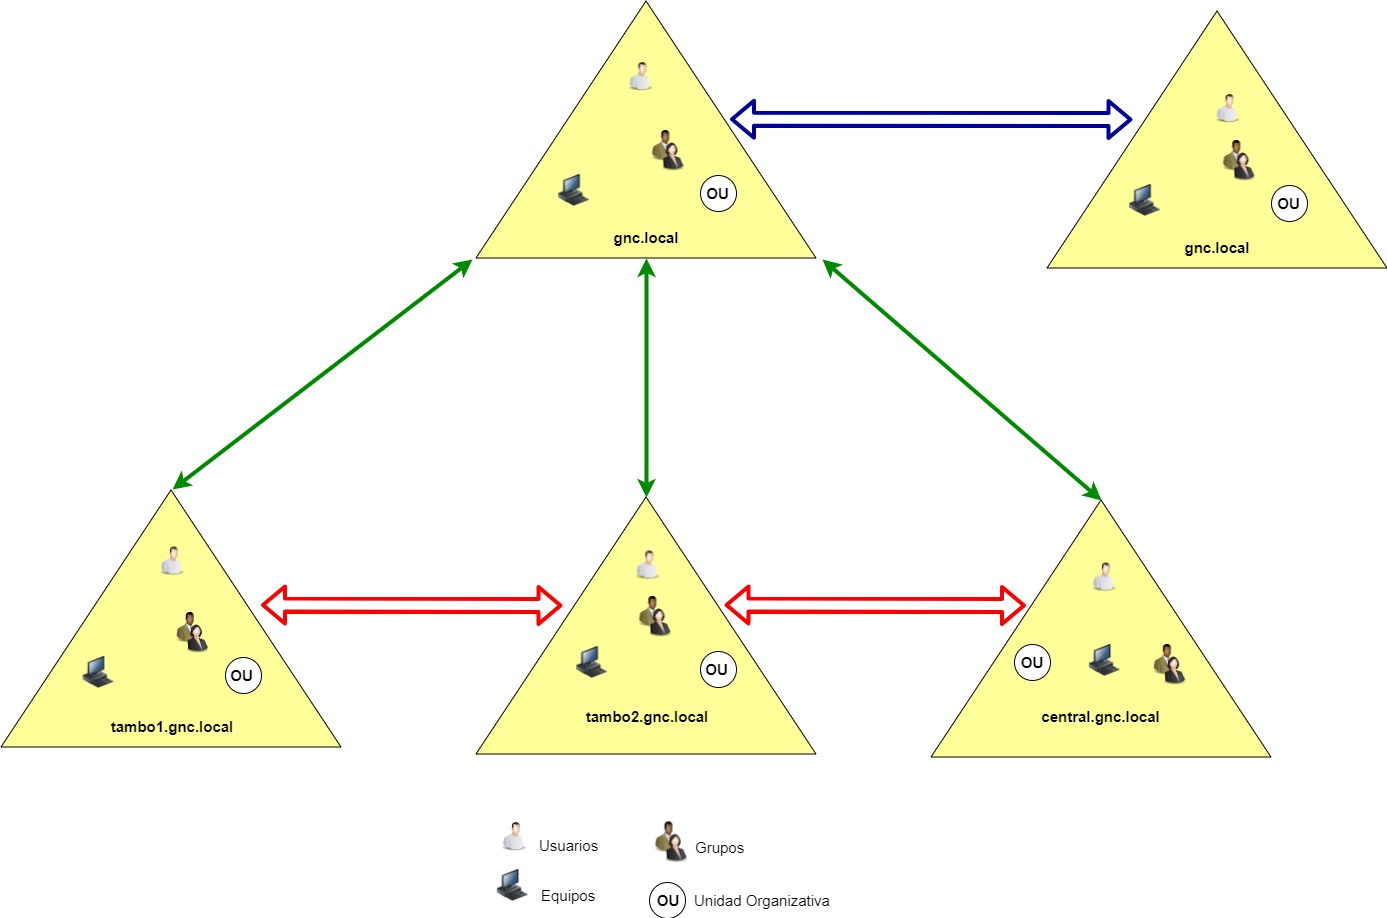 OU
gnc.local
OU
gnc.local
OU
tambo1.gnc.local
OU
tambo2.gnc.local
OU
central.gnc.local
Usuarios
Grupos
Equipos
OU Unidad Organizativa